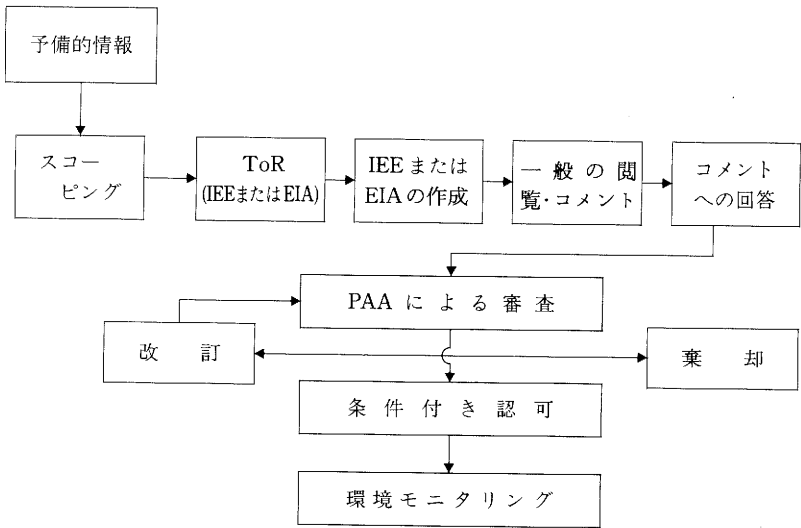 予備的情報
スコー
ピング
ToR
(IEEまたはEIA)
IEEまたは
EIAの作成
一般の閲
覧・コメント
コメント
への回答
PAAによる審査
改訂
棄却
条件付き認可
環境モニタリング